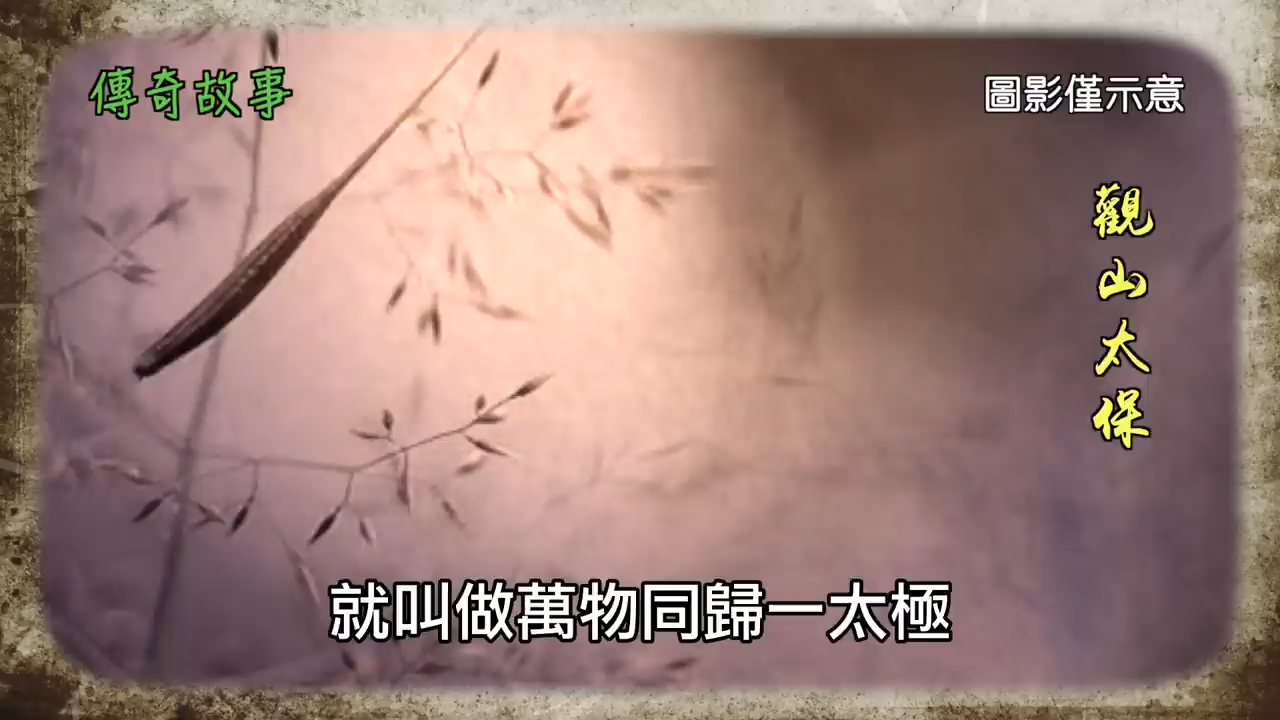 傳奇故事
圖影僅示意
觀山太保
就叫做萬物同歸一太極